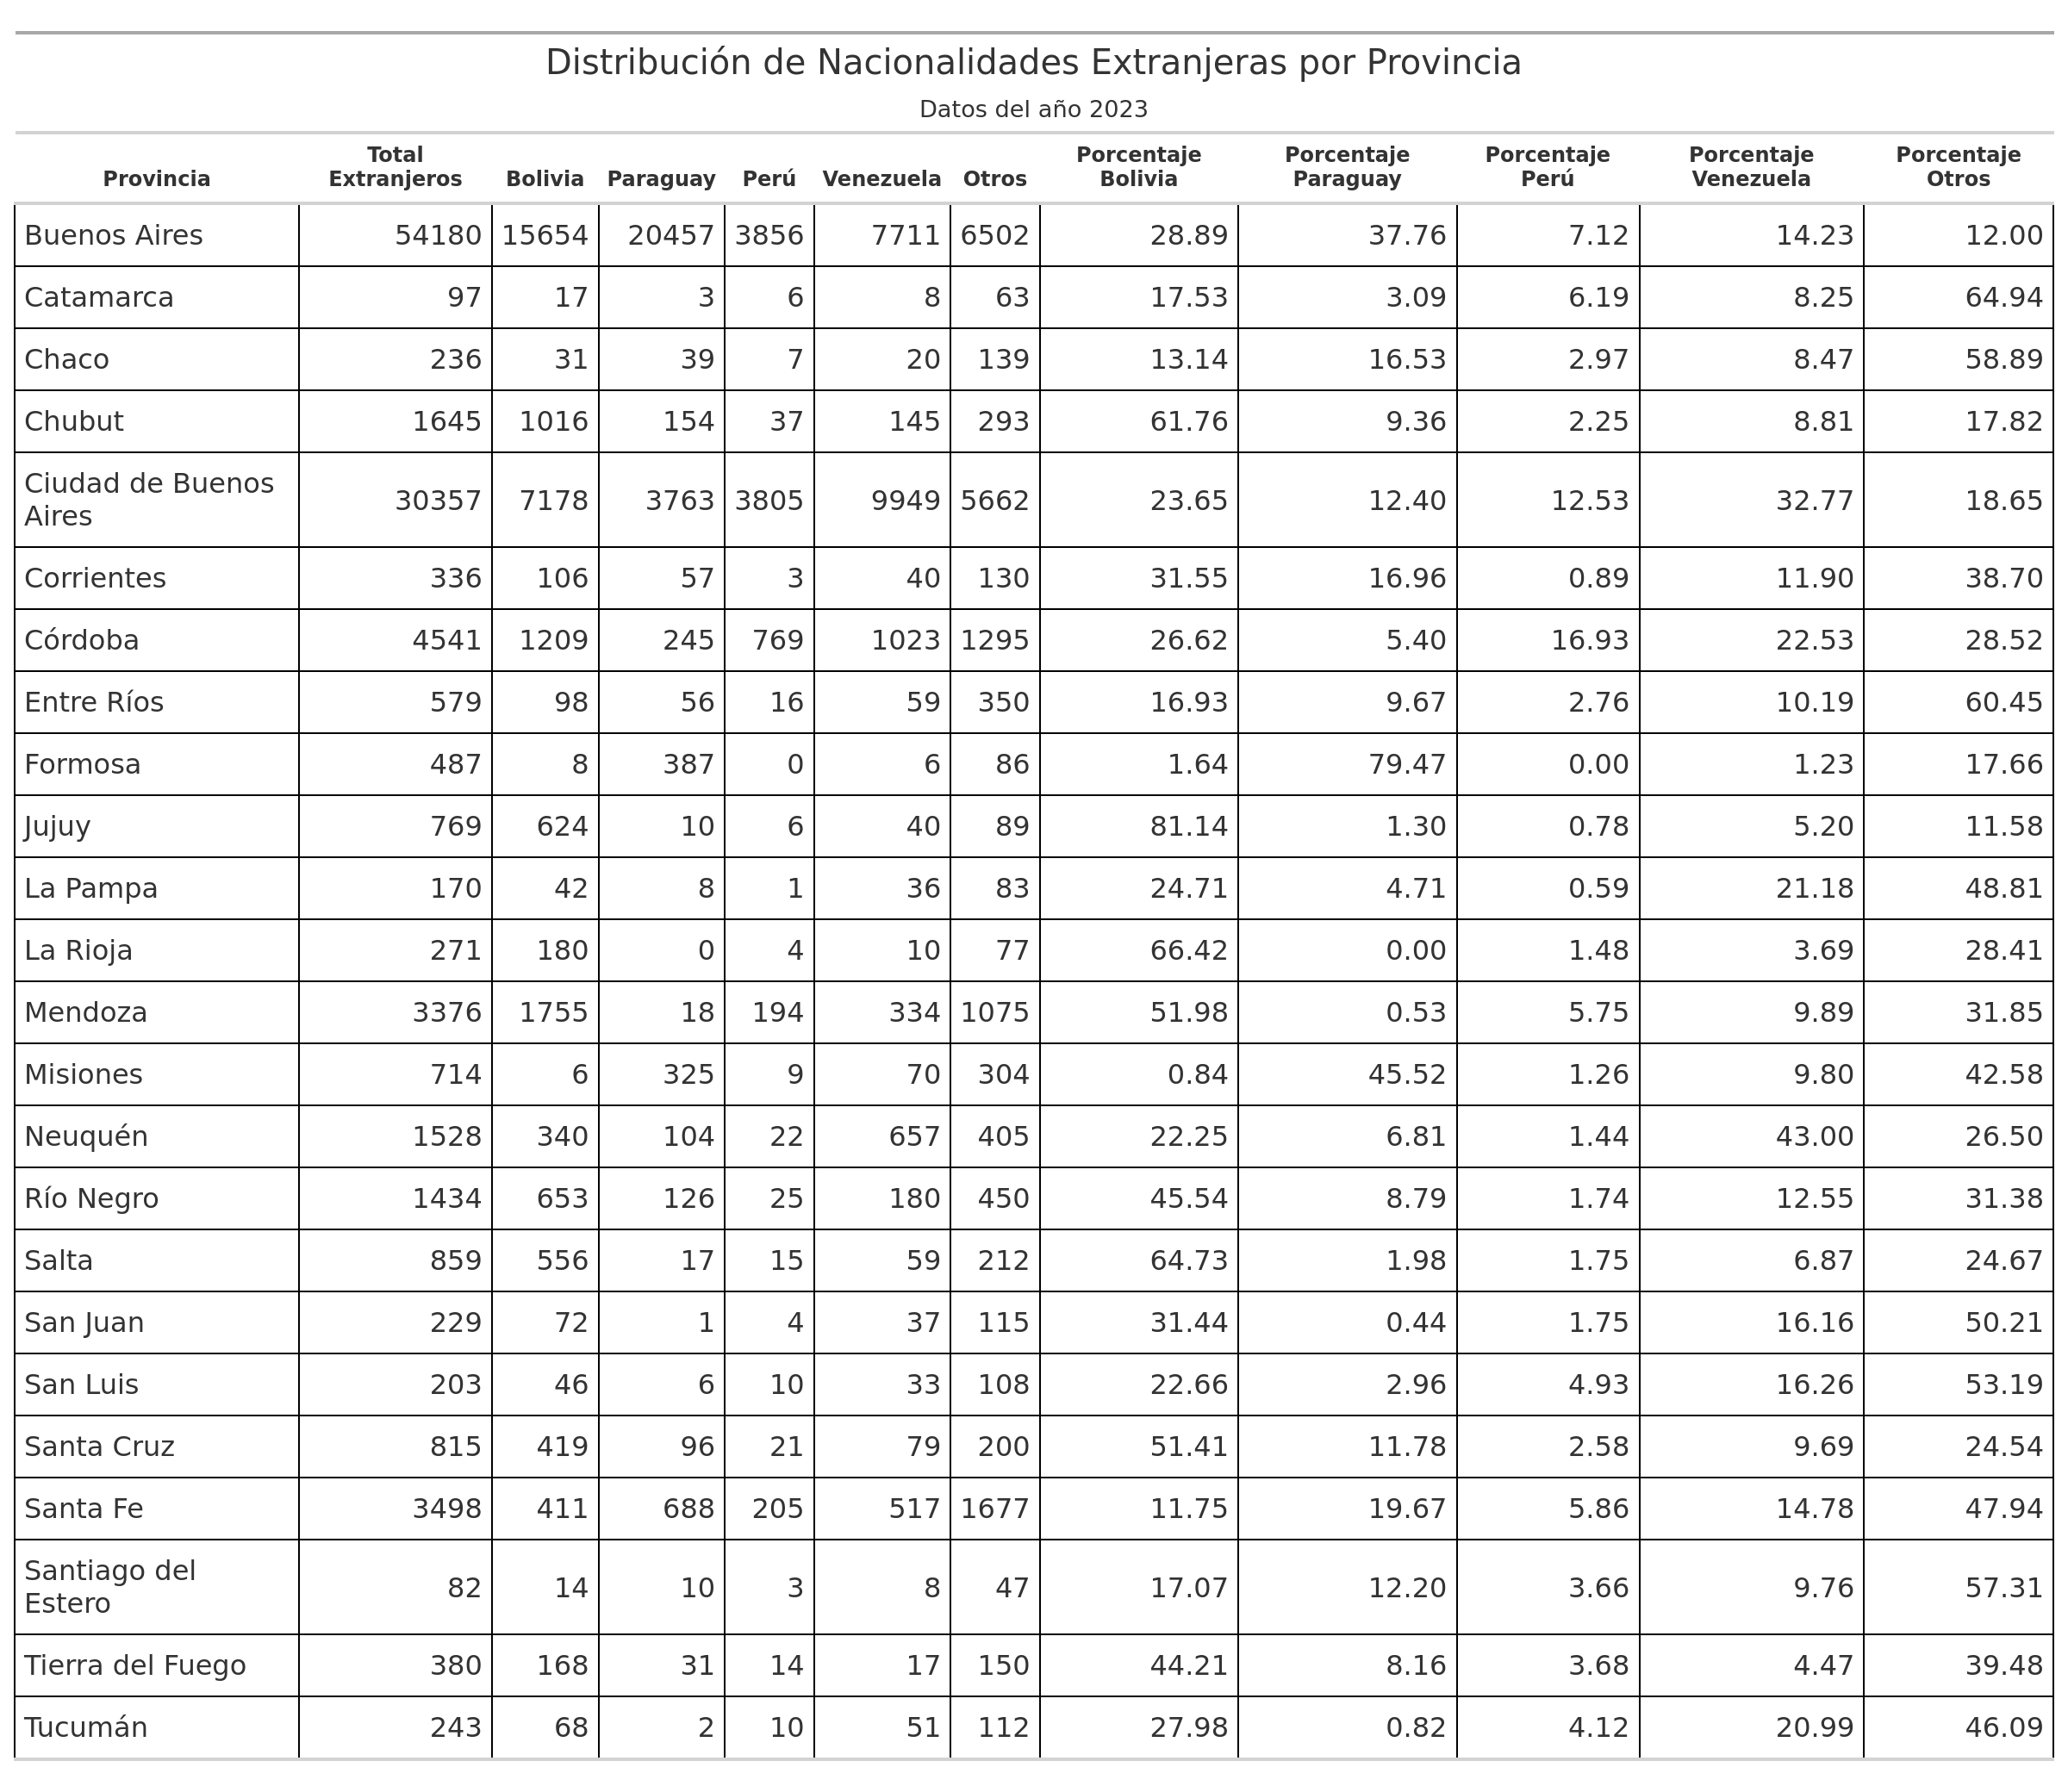 Distribución de Nacionalidades Extranjeras por Provincia
Datos del año 2023
Provincia Total Extranjeros Bolivia Paraguay Perú Venezuela Otros Porcentaje Bolivia Porcentaje Paraguay Porcentaje Perú Porcentaje Venezuela Porcentaje Otros
Buenos Aires 54180 15654 20457 3856 7711 6502 28.89 37.76 7.12 14.23 12.00
Catamarca 97 17 3 6 8 63 17.53 3.09 6.19 8.25 64.94
Chaco 236 31 39 7 20 139 13.14 16.53 2.97 8.47 58.89
Chubut 1645 1016 154 37 145 293 61.76 9.36 2.25 8.81 17.82
Ciudad de Buenos Aires 30357 7178 3763 3805 9949 5662 23.65 12.40 12.53 32.77 18.65
Corrientes 336 106 57 3 40 130 31.55 16.96 0.89 11.90 38.70
Córdoba 4541 1209 245 769 1023 1295 26.62 5.40 16.93 22.53 28.52
Entre Ríos 579 98 56 16 59 350 16.93 9.67 2.76 10.19 60.45
Formosa 487 8 387 0 6 86 1.64 79.47 0.00 1.23 17.66
Jujuy 769 624 10 6 40 89 81.14 1.30 0.78 5.20 11.58
La Pampa 170 42 8 1 36 83 24.71 4.71 0.59 21.18 48.81
La Rioja 271 180 0 4 10 77 66.42 0.00 1.48 3.69 28.41
Mendoza 3376 1755 18 194 334 1075 51.98 0.53 5.75 9.89 31.85
Misiones 714 6 325 9 70 304 0.84 45.52 1.26 9.80 42.58
Neuquén 1528 340 104 22 657 405 22.25 6.81 1.44 43.00 26.50
Río Negro 1434 653 126 25 180 450 45.54 8.79 1.74 12.55 31.38
Salta 859 556 17 15 59 212 64.73 1.98 1.75 6.87 24.67
San Juan 229 72 1 4 37 115 31.44 0.44 1.75 16.16 50.21
San Luis 203 46 6 10 33 108 22.66 2.96 4.93 16.26 53.19
Santa Cruz 815 419 96 21 79 200 51.41 11.78 2.58 9.69 24.54
Santa Fe 3498 411 688 205 517 1677 11.75 19.67 5.86 14.78 47.94
Santiago del Estero 82 14 10 3 8 47 17.07 12.20 3.66 9.76 57.31
Tierra del Fuego 380 168 31 14 17 150 44.21 8.16 3.68 4.47 39.48
Tucumán 243 68 2 10 51 112 27.98 0.82 4.12 20.99 46.09